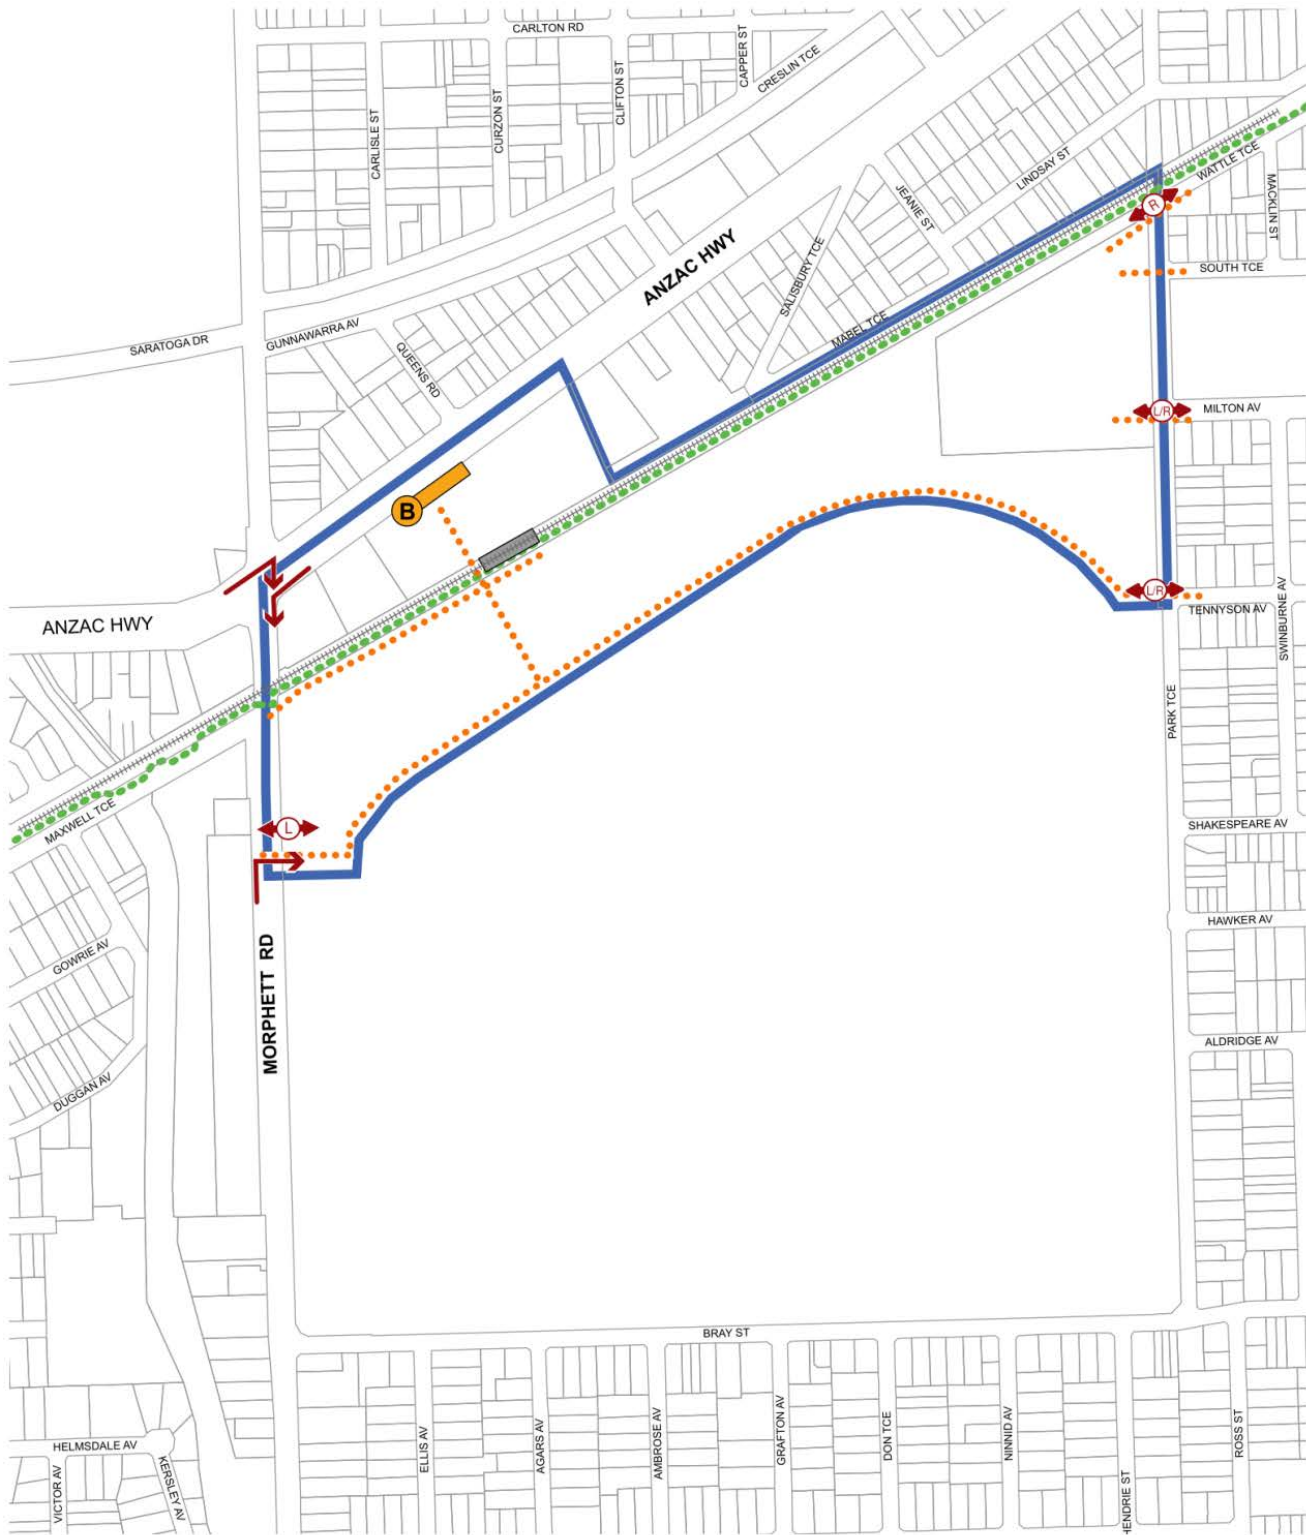 CARLTON RD
CARLISLE ST
CURZON ST
CLIFTON ST
CAPPER ST
CRESLIN TCE
JEANIE ST
LINDSAY ST
WATTLE TCE
MACKLIN ST
R
SOUTH TCE
ANZAC HWY
SALISBURY TCE
MABEL TCE
SARATOGA DR
GUNNAWARRA AV
QUEENS RD
L/R
MILTON AV
B
ANZAC HWY
L/R
TENNYSON AV
SWINBURNE AV
PARK TCE
MAXWELL TCE
L
SHAKESPEARE AV
HAWKER AV
GOWRIE AV
MORPHETT RD
ALDRIDGE AV
DUGGAN AV
BRAY ST
HELMSDALE AV
VICTOR AV
KERSLEY AV
ELLIS AV
AGARS AV
AMBROSE AV
GRAFTON AV
DON TCE
NINNID AV
HENDRIE ST
ROSS ST